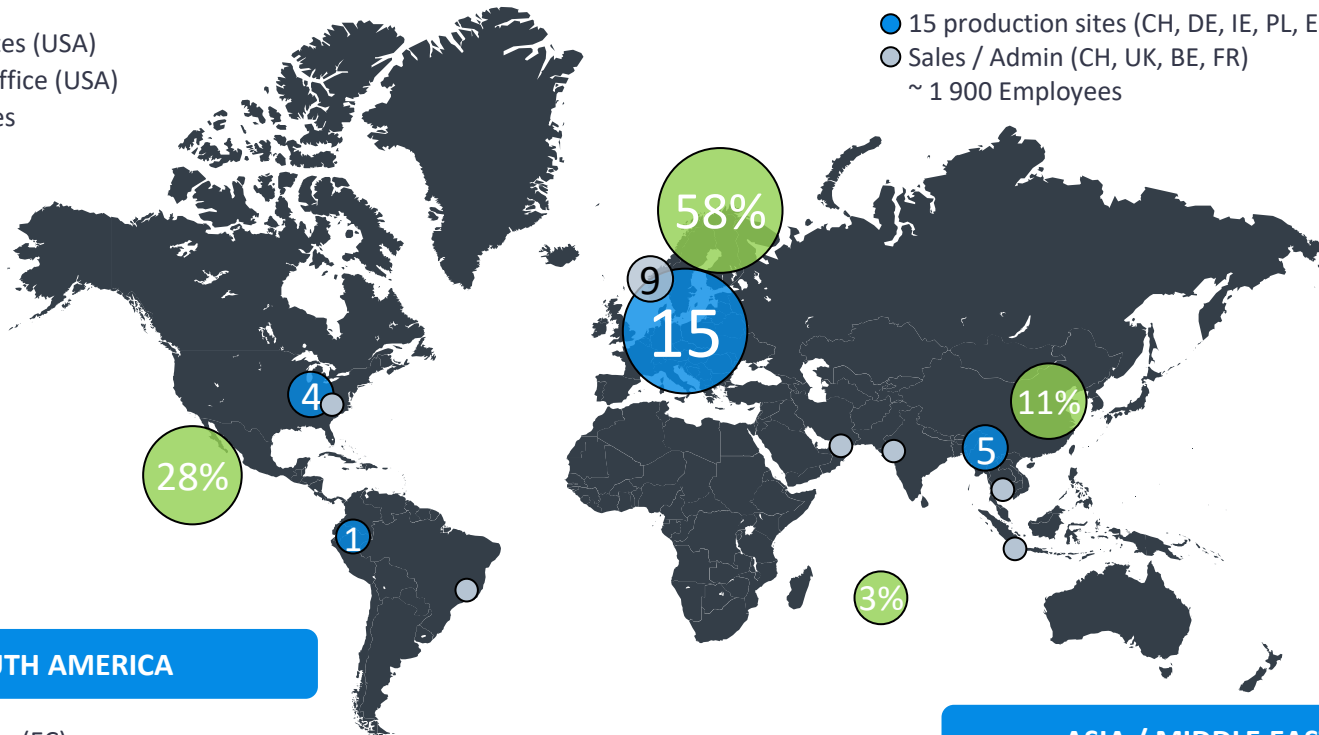 15 production sites (CH, DE, IE, PL, E
tes (USA)
Sales / Admin (CH, UK, BE, FR)
ffice (USA)
~ 1 900 Employees
es
58%
9
15
4
11%
5
28%
1
3%
UTH AMERICA